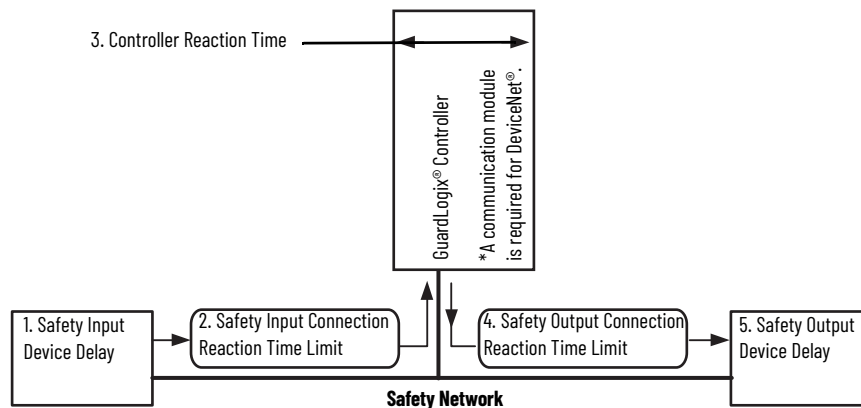 3. Controller Reaction Time
GuardLogix® Controller
*A communication module
is required for DeviceNet®.
1. Safety Input
Device Delay
2. Safety Input Connection
Reaction Time Limit
4. Safety Output Connection
Reaction Time Limit
5. Safety Output
Device Delay
Safety Network